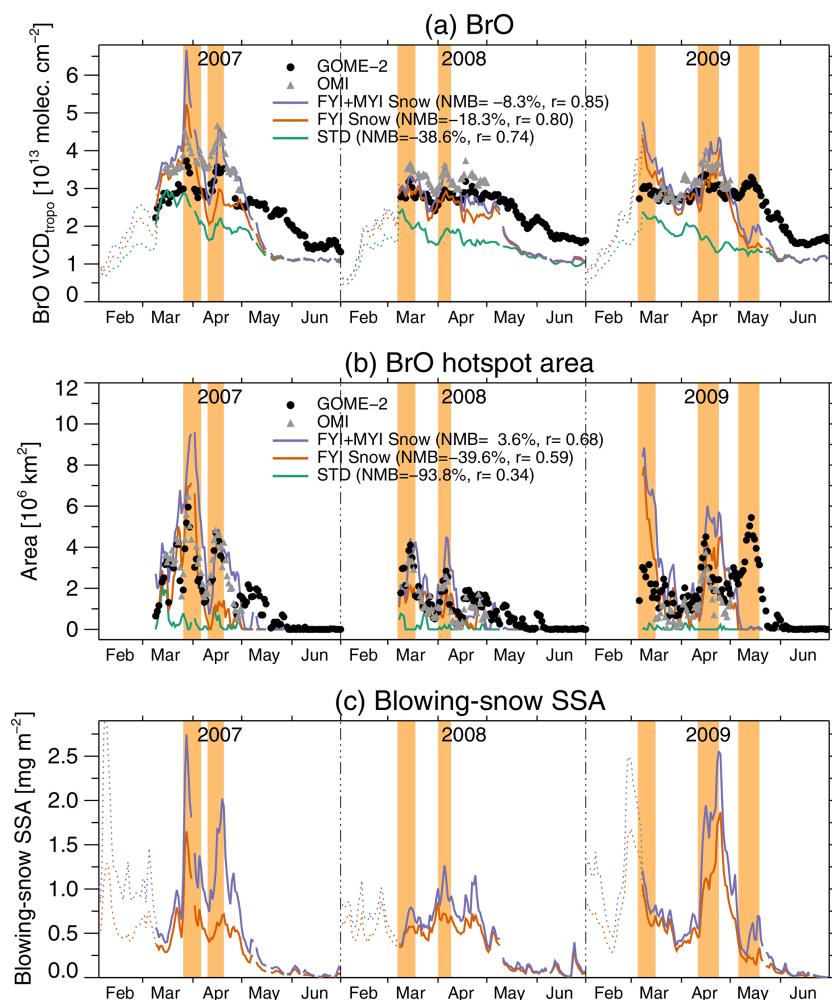 (a) BrO
BrO VCD_tropo [10^13 molec. cm^-2]
6
5
4
3
2
1
0
2007
2008
2009
GOME-2
OMI
FYI+MYI Snow (NMB= −8.3%, r= 0.85)
FYI Snow (NMB=−18.3%, r= 0.80)
STD (NMB=−38.6%, r= 0.74)
Feb Mar Apr May Jun Feb Mar Apr May Jun Feb Mar Apr May Jun
(b) BrO hotspot area
Area [10^6 km^2]
12
10
8
6
4
2
0
2007
2008
2009
GOME-2
OMI
FYI+MYI Snow (NMB= 3.6%, r= 0.68)
FYI Snow (NMB=−39.6%, r= 0.59)
STD (NMB=−93.8%, r= 0.34)
Feb Mar Apr May Jun Feb Mar Apr May Jun Feb Mar Apr May Jun
(c) Blowing-snow SSA
Blowing-snow SSA [mg m^-2]
2.5
2.0
1.5
1.0
0.5
0.0
2007
2008
2009
Feb Mar Apr May Jun Feb Mar Apr May Jun Feb Mar Apr May Jun